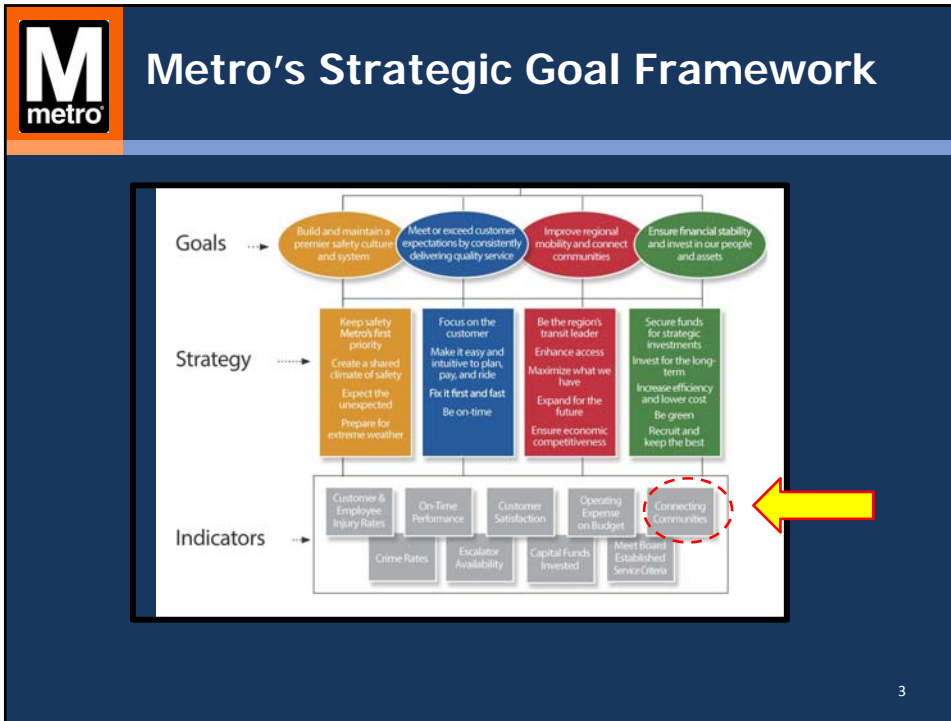 M
metro
Metro's Strategic Goal Framework
Goals
Build and maintain a
premier safety culture
and system
Meet or exceed customer
expectations by consistently
delivering quality service
Improve regional
mobility and connect
communities
Ensure financial stability
and invest in our people
and assets
Strategy
Keep safety
Metro's first
priority
Create a shared
climate of safety
Expect the
unexpected
Prepare for
extreme weather
Focus on the
customer
Make it easy and
intuitive to plan,
pay, and ride
Fix it first and fast
Be on-time
Be the region's
transit leader
Enhance access
Maximize what we
have
Expand for the
future
Ensure economic
competitiveness
Secure funds
for strategic
investments
Invest for the long-
term
Increase efficiency
and lower cost
Be green
Recruit and
keep the best
Indicators
Customer &
Employee
Injury Rates
On-Time
Performance
Customer
Satisfaction
Operating
Expense
on Budget
Connecting
Communities
Crime Rates
Escalator
Availability
Capital Funds
Invested
Meet Board
Established
Service Criteria
3